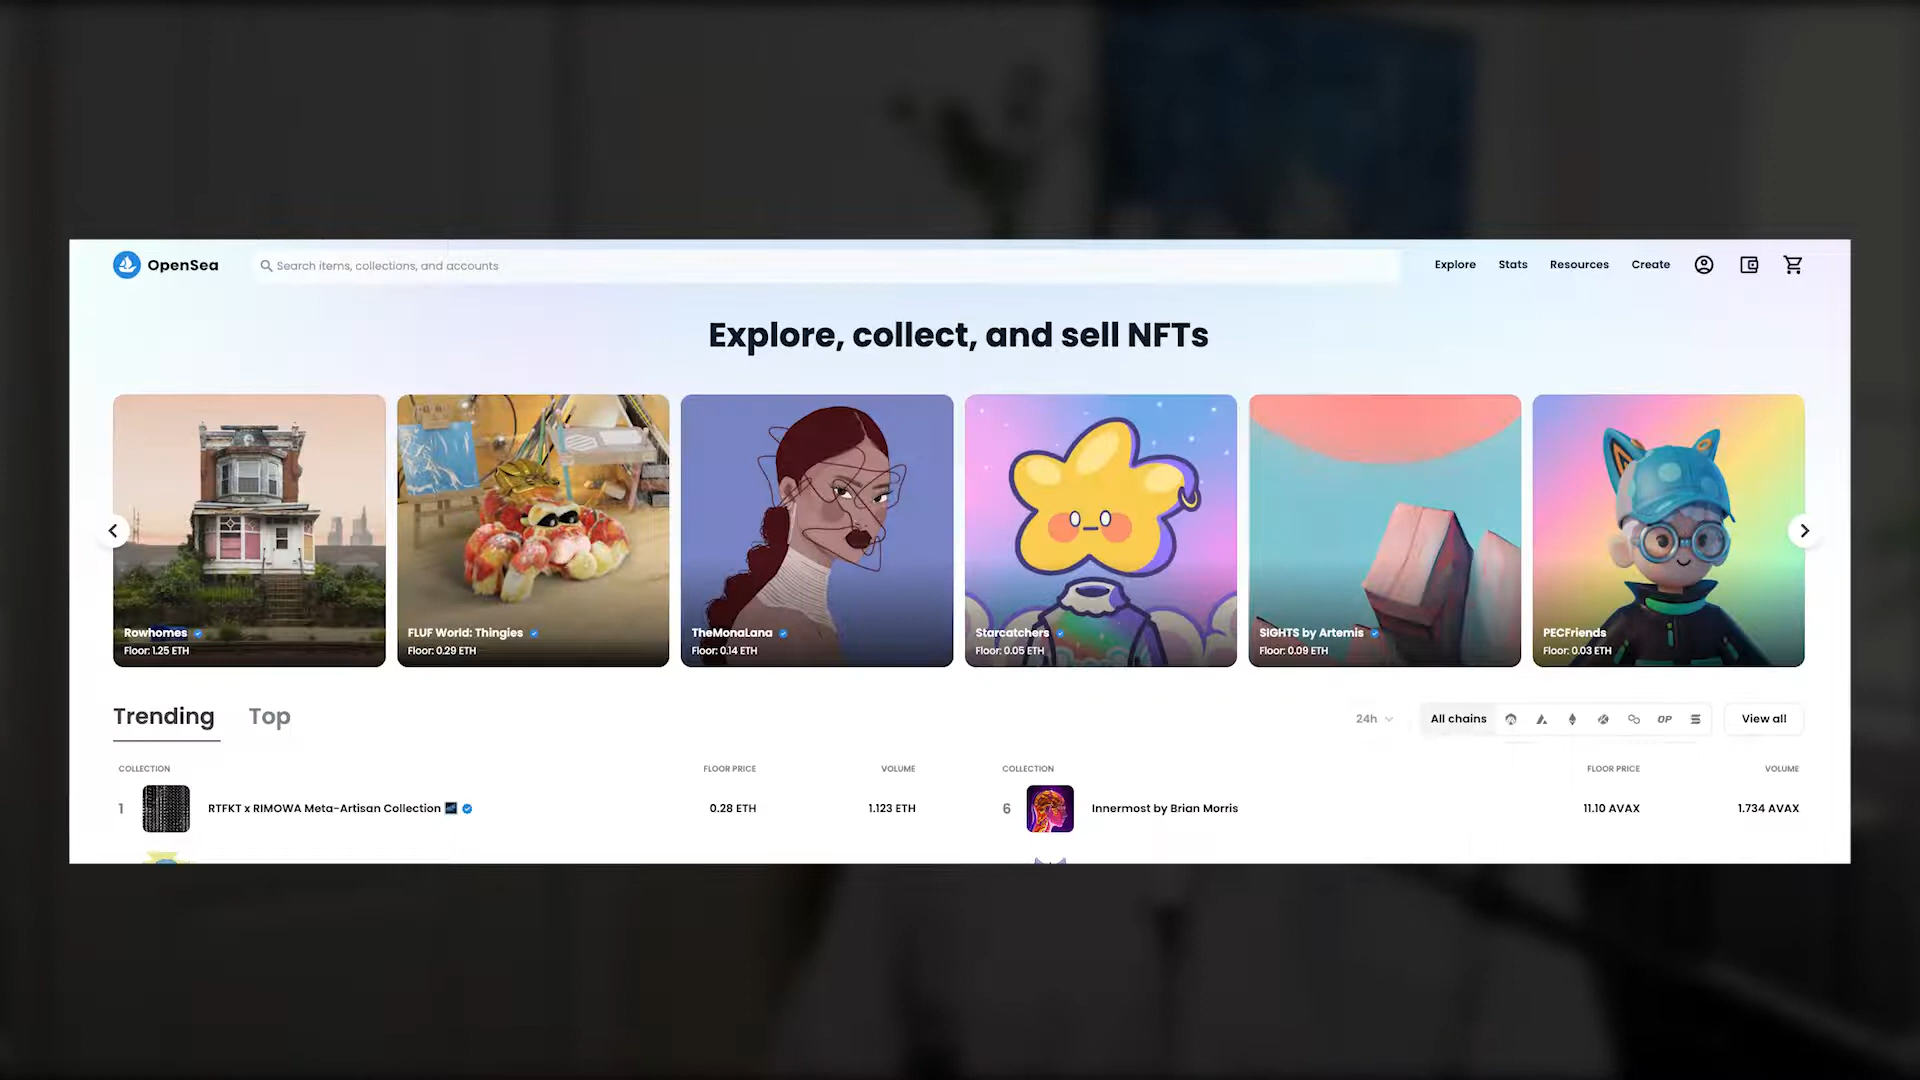 OpenSea
Search items, collections, and accounts
Explore
Stats
Resources
Create
Explore, collect, and sell NFTs
Rowhomes
Floor: 1.25 ETH
FLUF World: Thingies
Floor: 0.29 ETH
TheMonaLana
Floor: 0.14 ETH
Starcatchers
Floor: 0.05 ETH
SIGHTS by Artemis
Floor: 0.09 ETH
PECFriends
Floor: 0.03 ETH
Trending
Top
24h
All chains
OP
View all
COLLECTION
FLOOR PRICE
VOLUME
COLLECTION
FLOOR PRICE
VOLUME
1
RTFKT x RIMOWA Meta-Artisan Collection
0.28 ETH
1.123 ETH
6
Innermost by Brian Morris
11.10 AVAX
1.734 AVAX